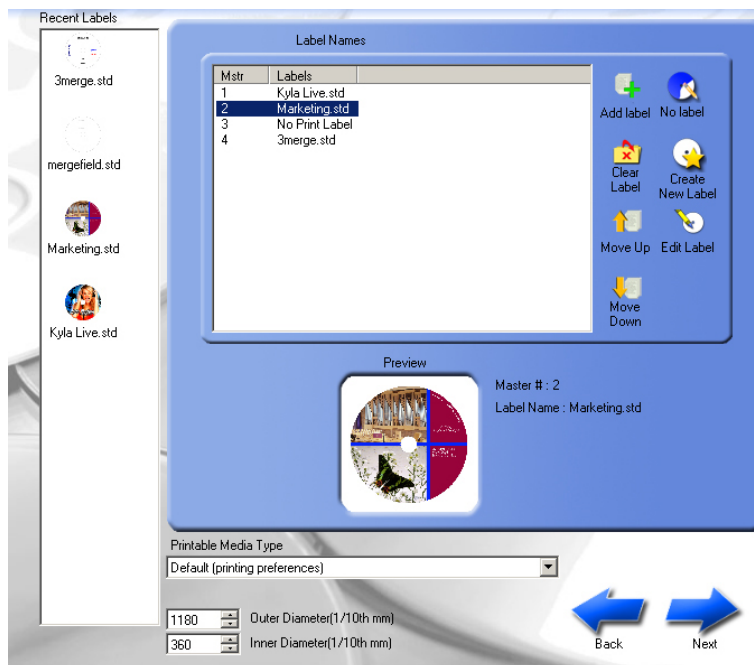 Recent Labels
3merge.std
mergefield.std
Marketing.std
Kyla Live.std
Label Names
Mstr Labels
1 Kyla Live.std
2 Marketing.std
3 No Print Label
4 3merge.std
Add label No label
Clear Label
Create New Label
Move Up Edit Label
Move Down
Preview
Master # : 2
Label Name : Marketing.std
Printable Media Type
Default (printing preferences)
1180 Outer Diameter(1/10th mm)
360 Inner Diameter(1/10th mm)
Back Next